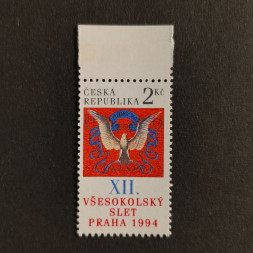 ČESKÁ
REPUBLIKA 2 Kč
XII.
VŠESOKOLSKÝ
SLET
PRAHA 1994